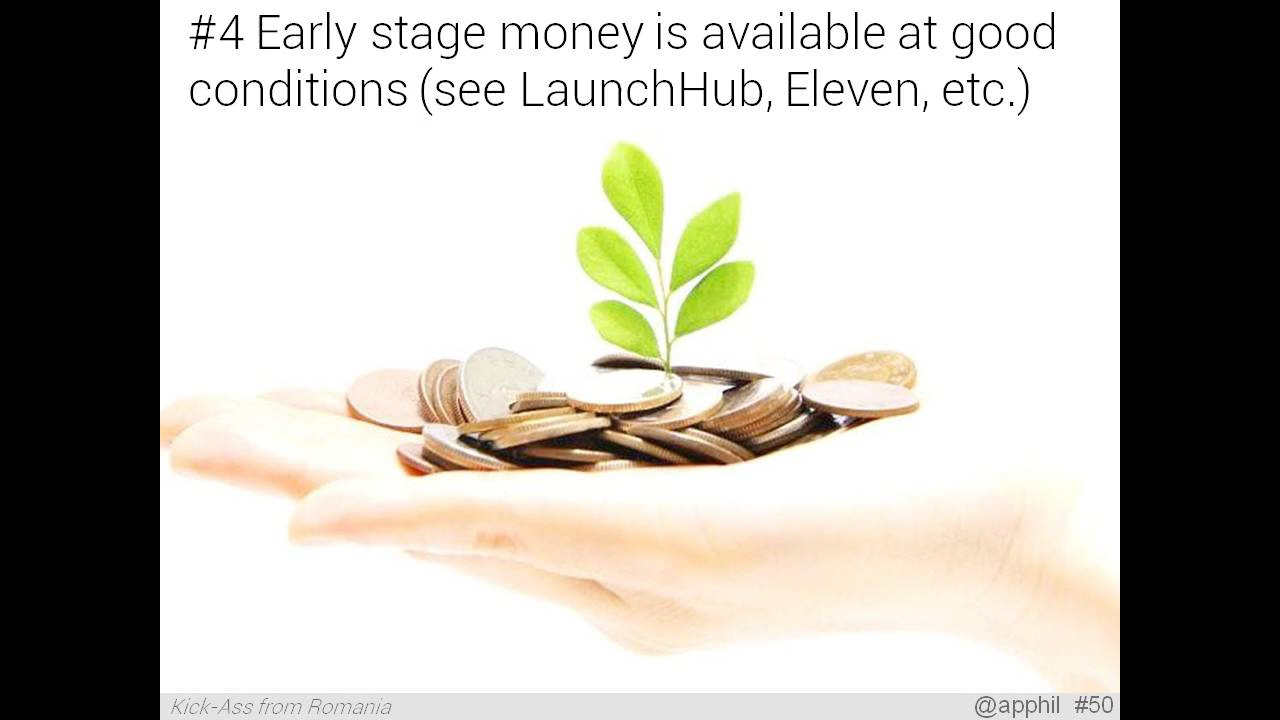 #4 Early stage money is available at good
conditions (see LaunchHub, Eleven, etc.)
Kick-Ass from Romania
@apphil #50